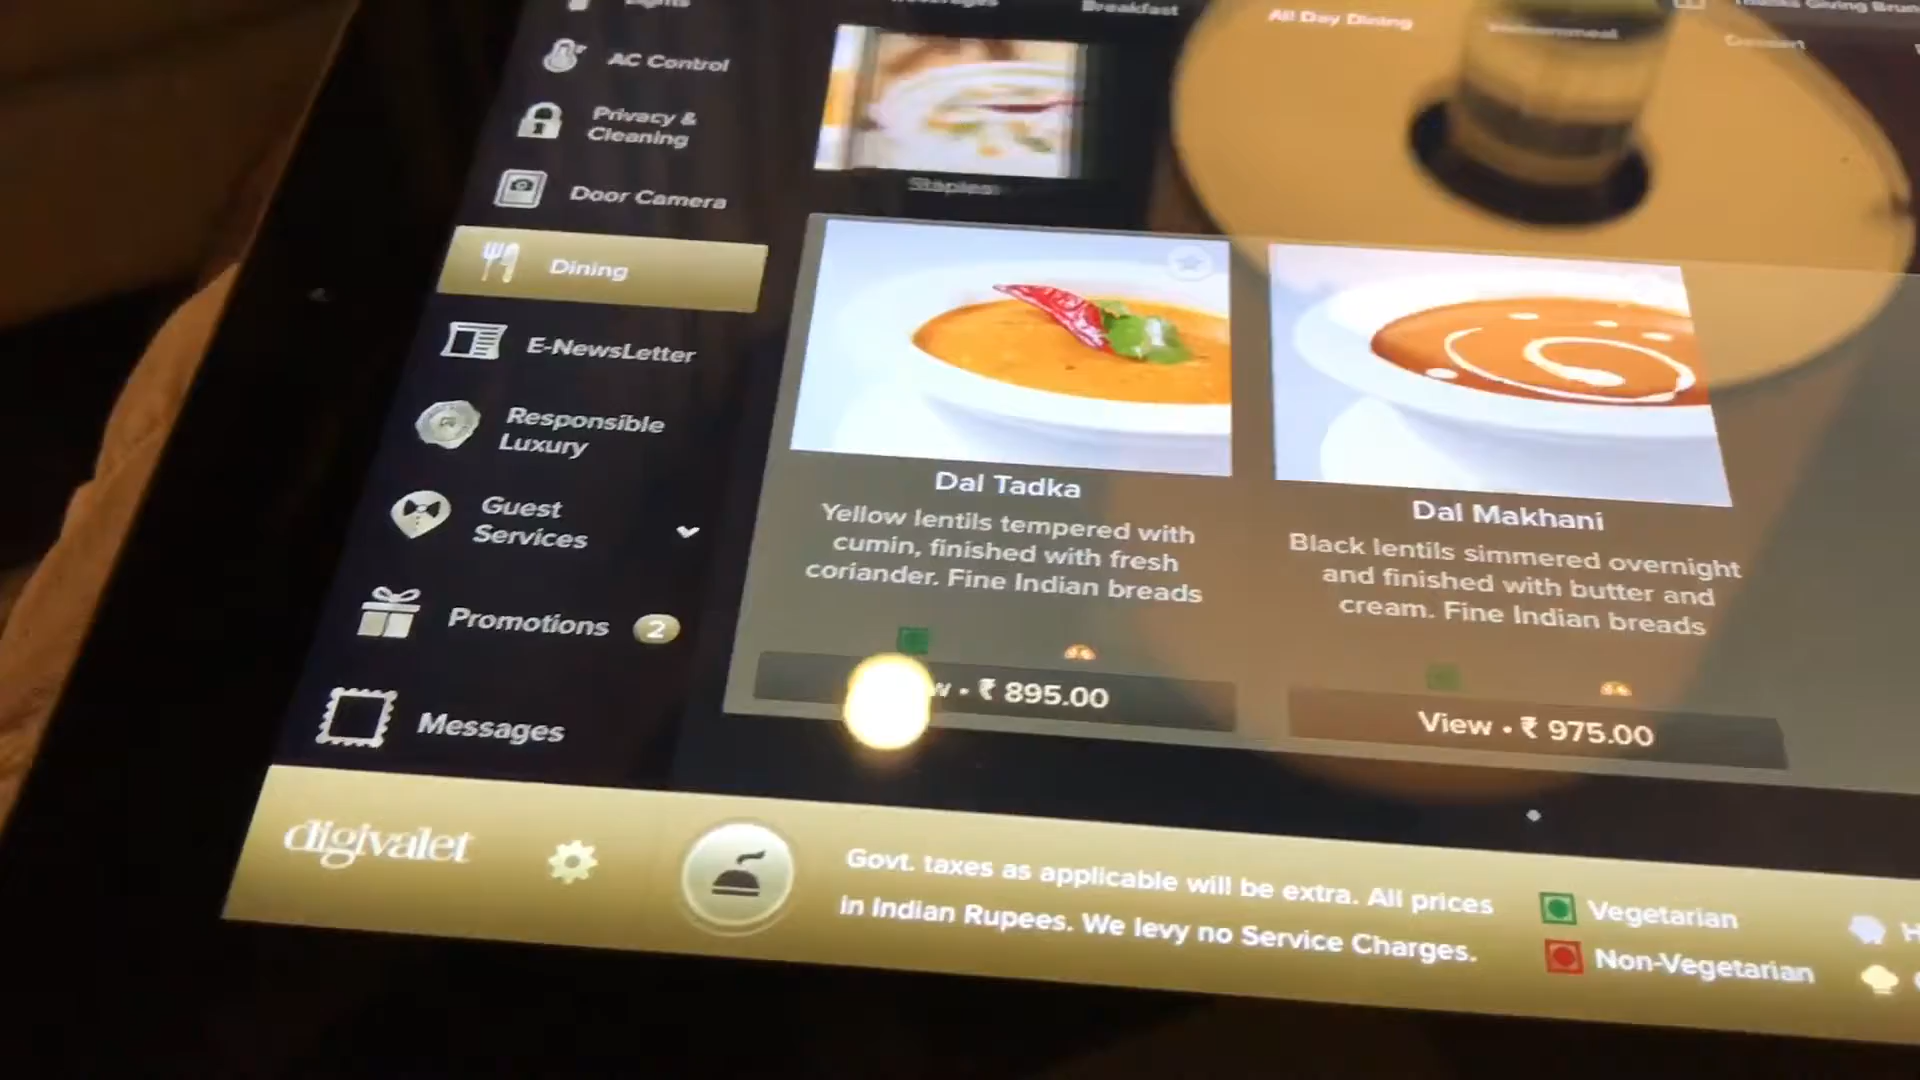 Lights
Breakfast
All Day Dining
Dessert
AC Control
Privacy &
Cleaning
Door Camera
Staples
Dining
E-NewsLetter
Responsible
Luxury
Guest
Services
Promotions 2
Messages
Dal Tadka
Yellow lentils tempered with
cumin, finished with fresh
coriander. Fine Indian breads
• ₹ 895.00
Dal Makhani
Black lentils simmered overnight
and finished with butter and
cream. Fine Indian breads
View • ₹ 975.00
digivalet
Govt. taxes as applicable will be extra. All prices
in Indian Rupees. We levy no Service Charges.
Vegetarian
Non-Vegetarian